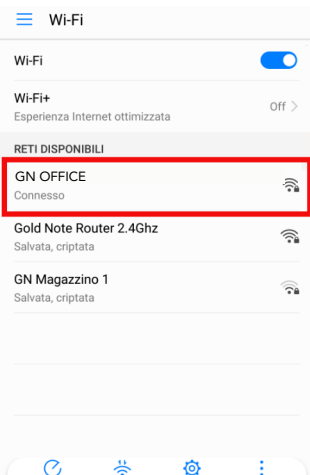 Wi-Fi
Wi-Fi
Wi-Fi+
Esperienza Internet ottimizzata
Off
RETI DISPONIBILI
GN OFFICE
Connesso
Gold Note Router 2.4Ghz
Salvata, criptata
GN Magazzino 1
Salvata, criptata